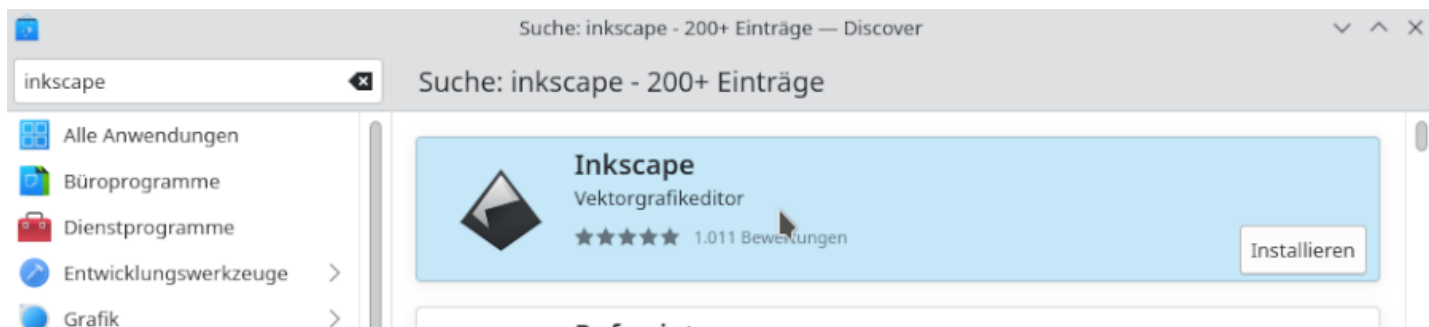 Suche: inkscape - 200+ Einträge — Discover
inkscape
Suche: inkscape - 200+ Einträge
Alle Anwendungen
Büroprogramme
Dienstprogramme
Entwicklungswerkzeuge
Grafik
Inkscape
Vektorgrafikeditor
1.011 Bewertungen
Installieren